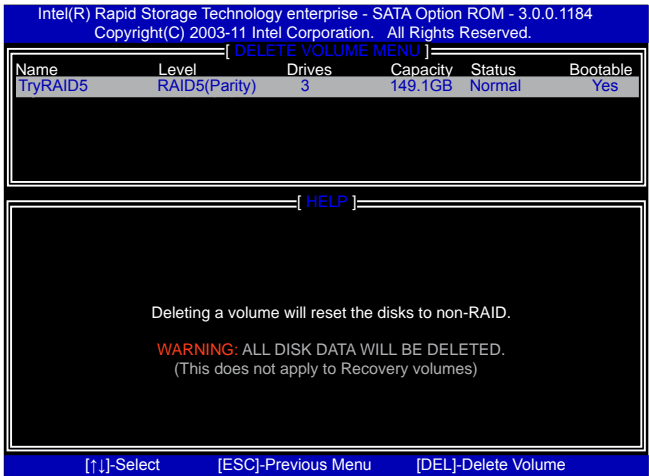 Intel(R) Rapid Storage Technology enterprise - SATA Option ROM - 3.0.0.1184
Copyright(C) 2003-11 Intel Corporation. All Rights Reserved.
[ DELETE VOLUME MENU ]
Name Level Drives Capacity Status Bootable
TryRAID5 RAID5(Parity) 3 149.1GB Normal Yes
[ HELP ]
Deleting a volume will reset the disks to non-RAID.
WARNING: ALL DISK DATA WILL BE DELETED.
(This does not apply to Recovery volumes)
[↑↓]-Select [ESC]-Previous Menu [DEL]-Delete Volume